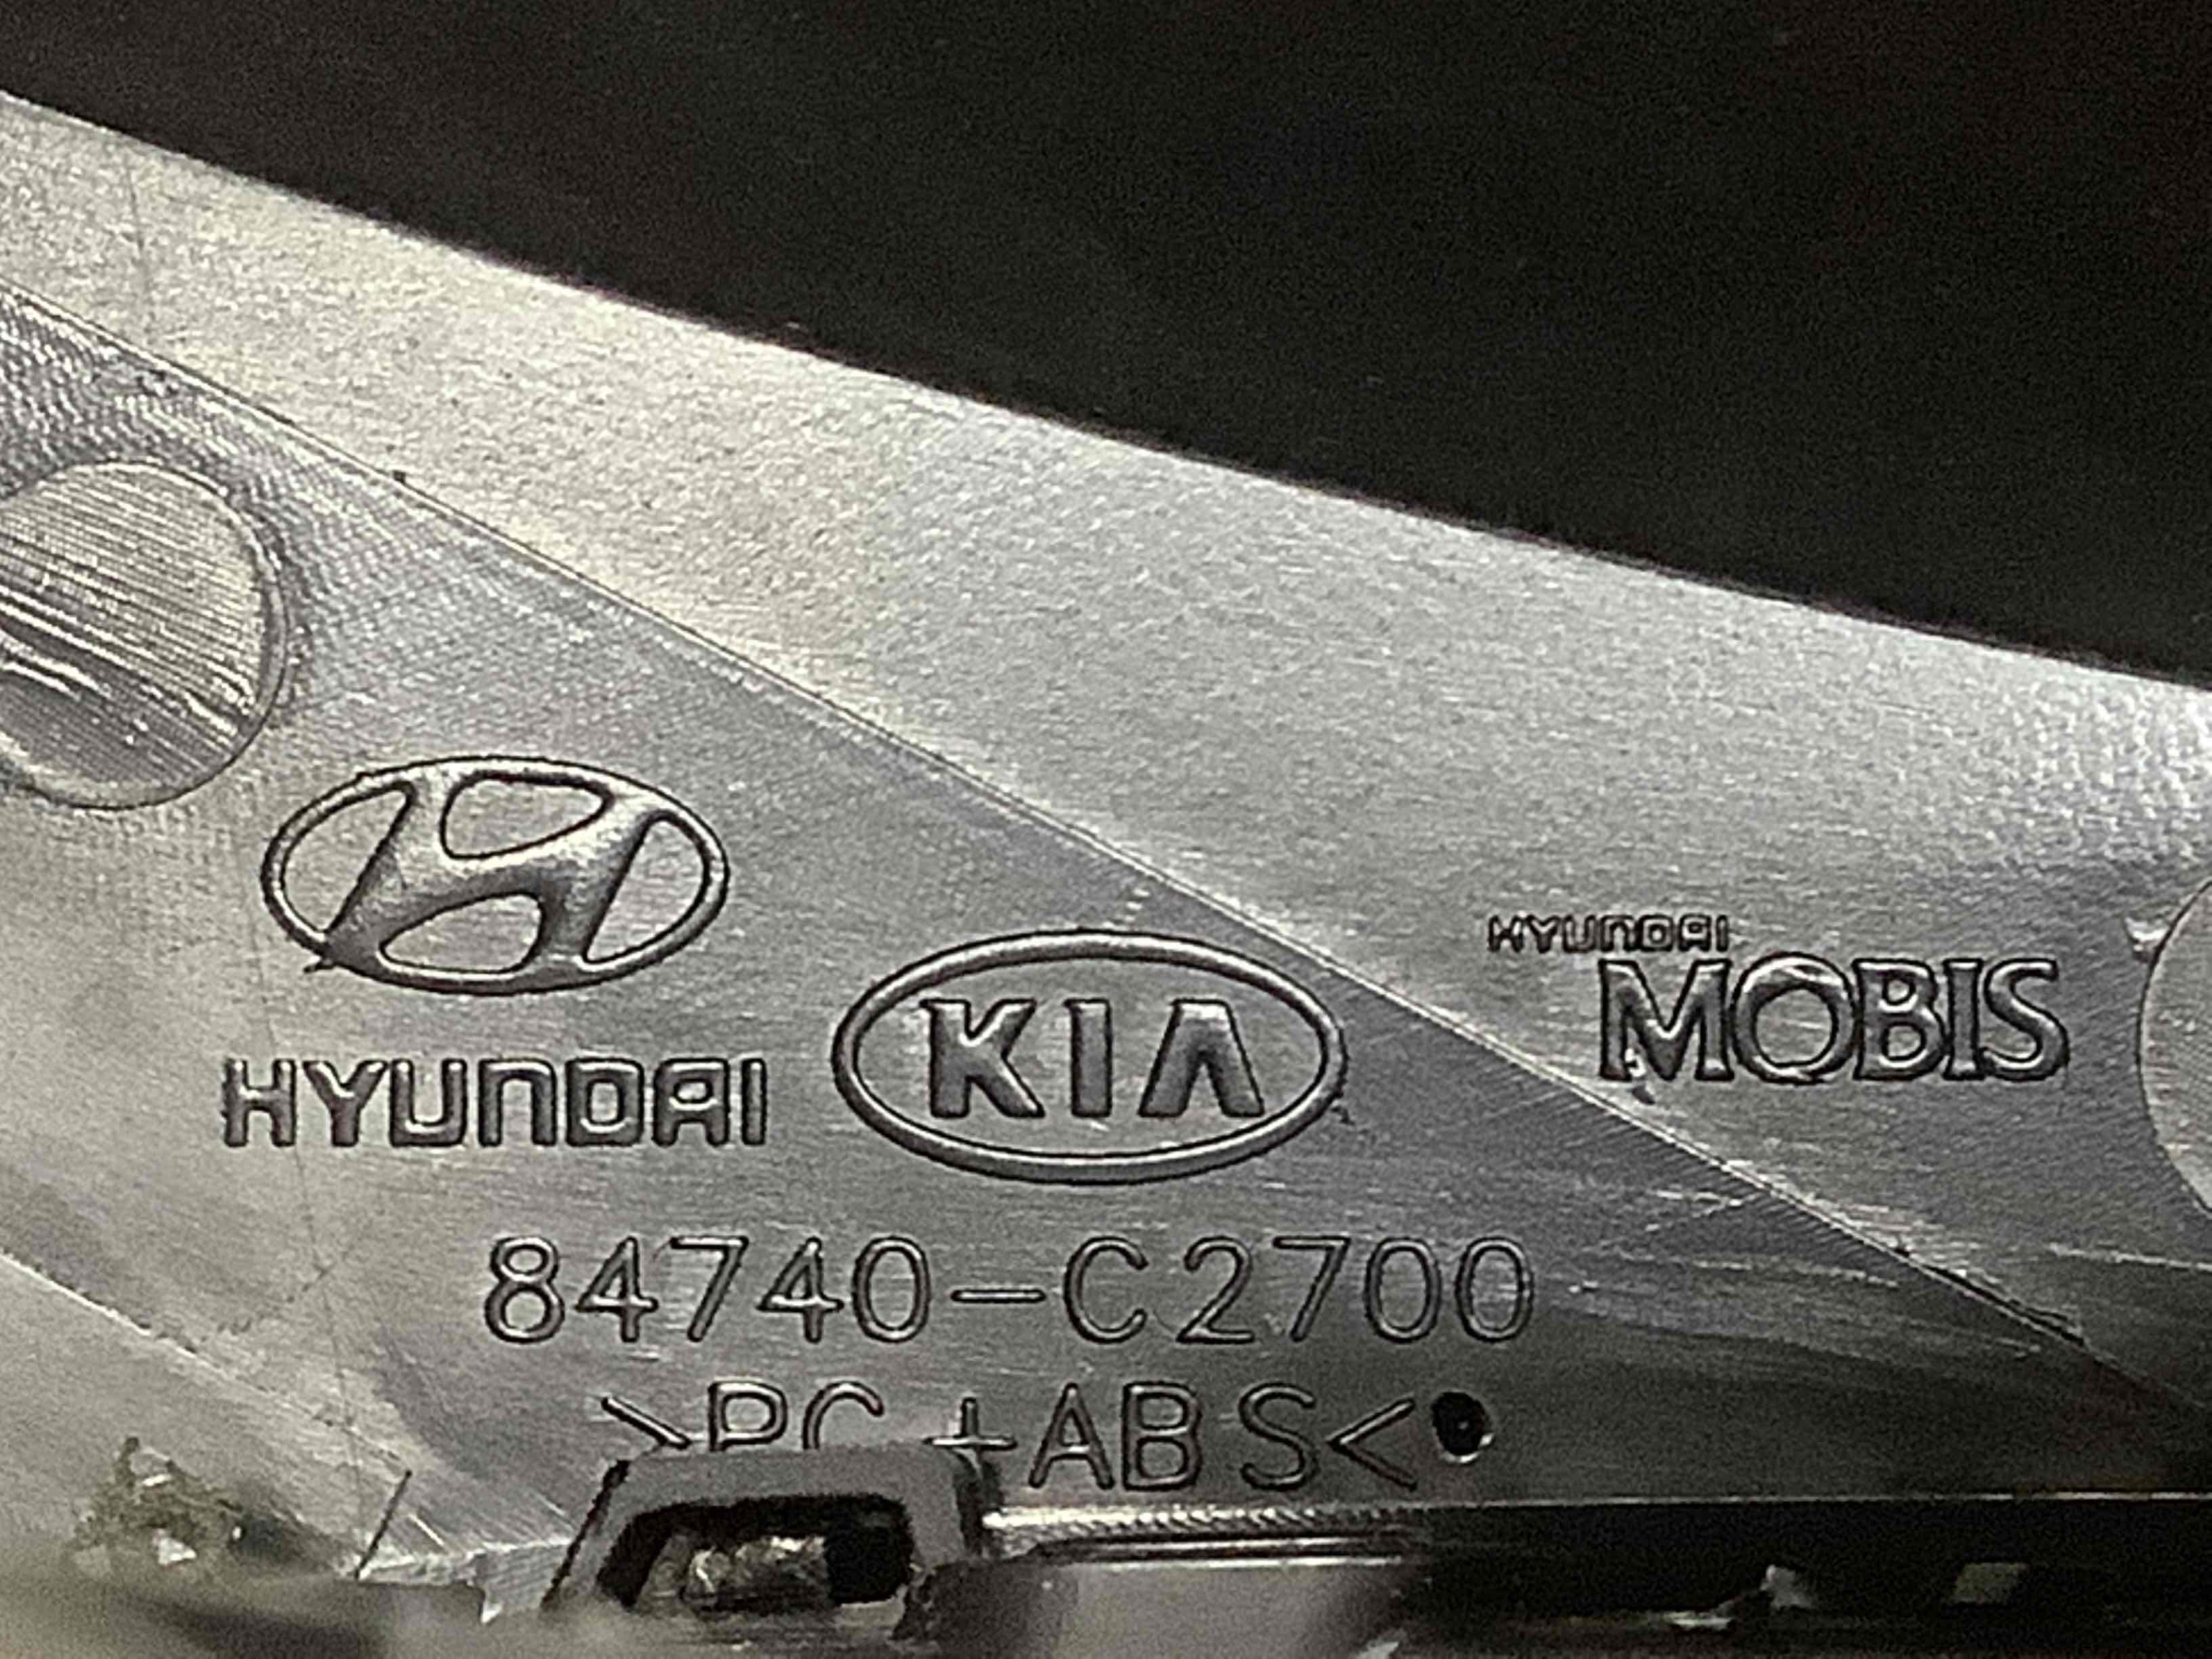 HYUNDAI
KIA
HYUNDAI
MOBIS
84740-C2700
>PC+ABS<